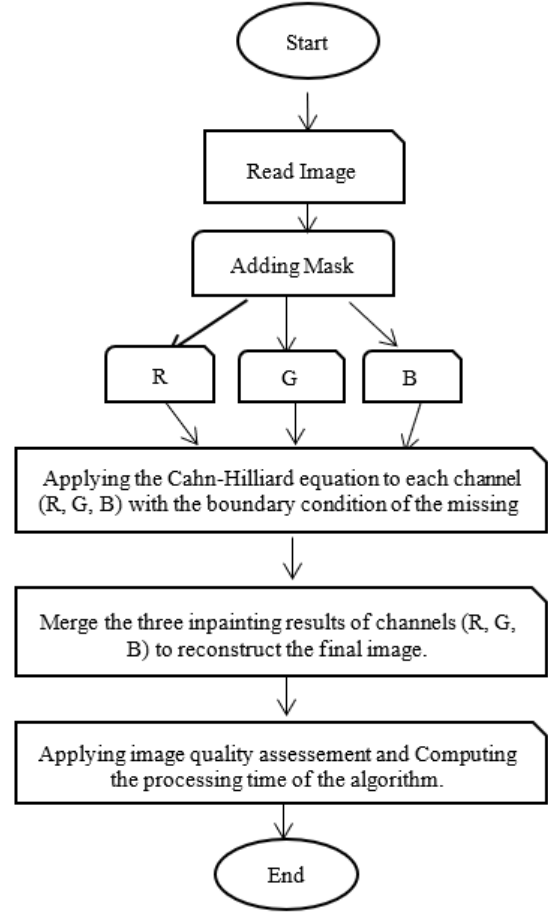 Start
Read Image
Adding Mask
R
G
B
Applying the Cahn-Hilliard equation to each channel
(R, G, B) with the boundary condition of the missing
Merge the three inpainting results of channels (R, G,
B) to reconstruct the final image.
Applying image quality assessement and Computing
the processing time of the algorithm.
End